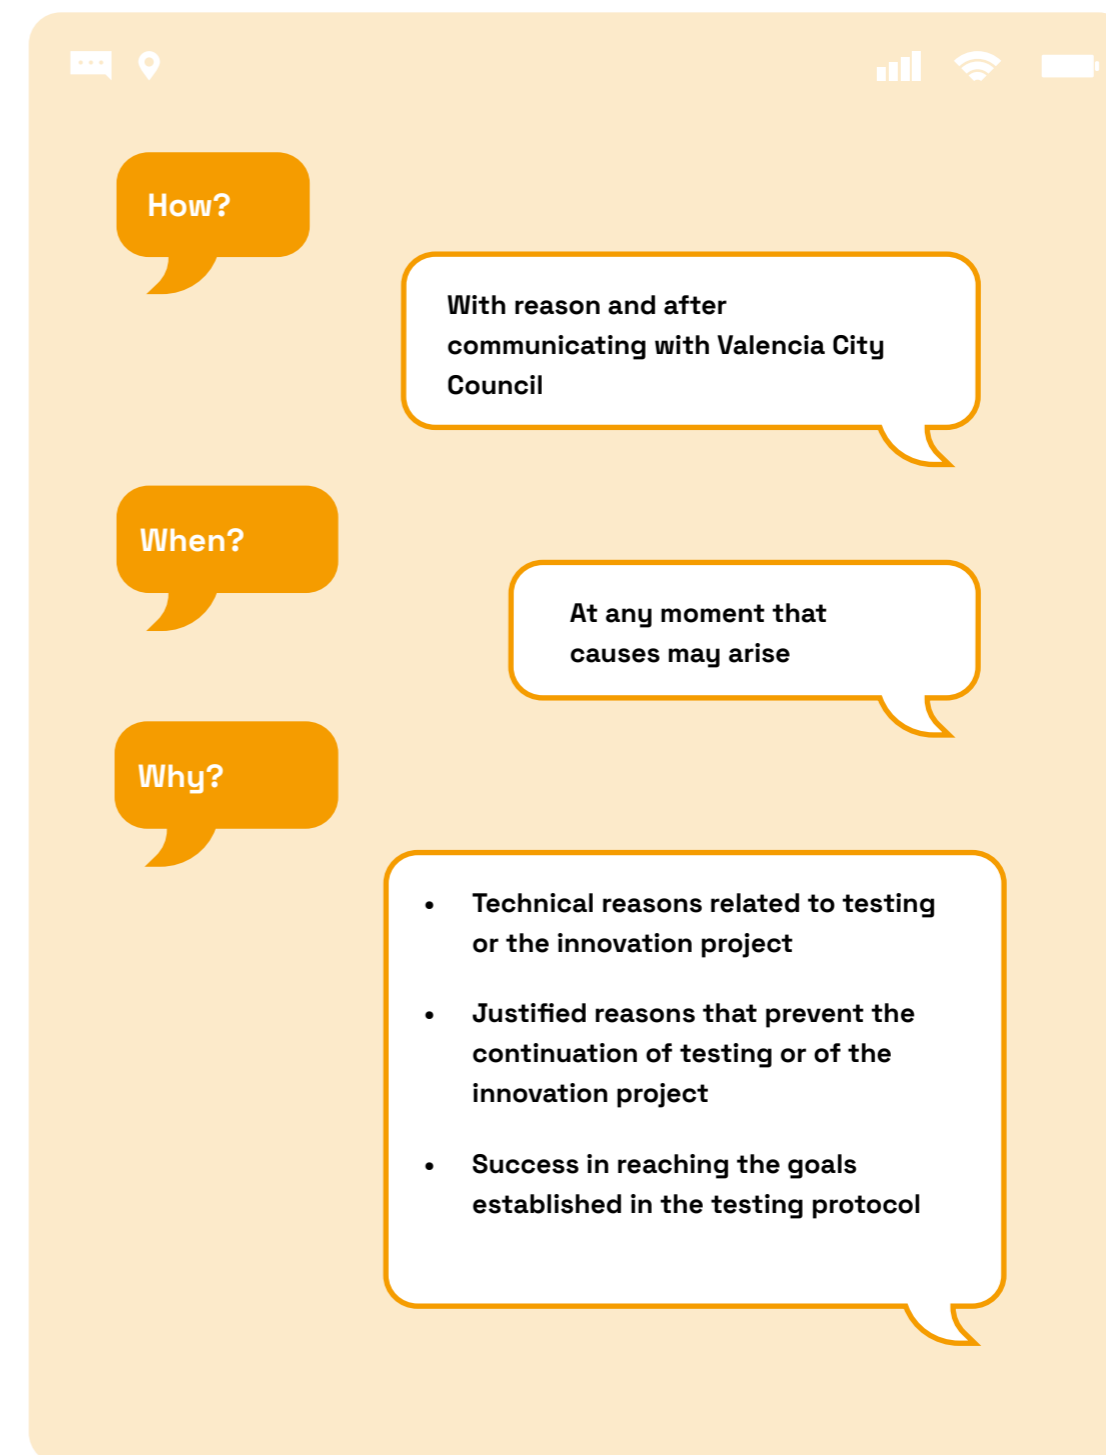 How?
With reason and after
communicating with Valencia City
Council
When?
At any moment that
causes may arise
Why?
• Technical reasons related to testing
or the innovation project
• Justified reasons that prevent the
continuation of testing or of the
innovation project
• Success in reaching the goals
established in the testing protocol